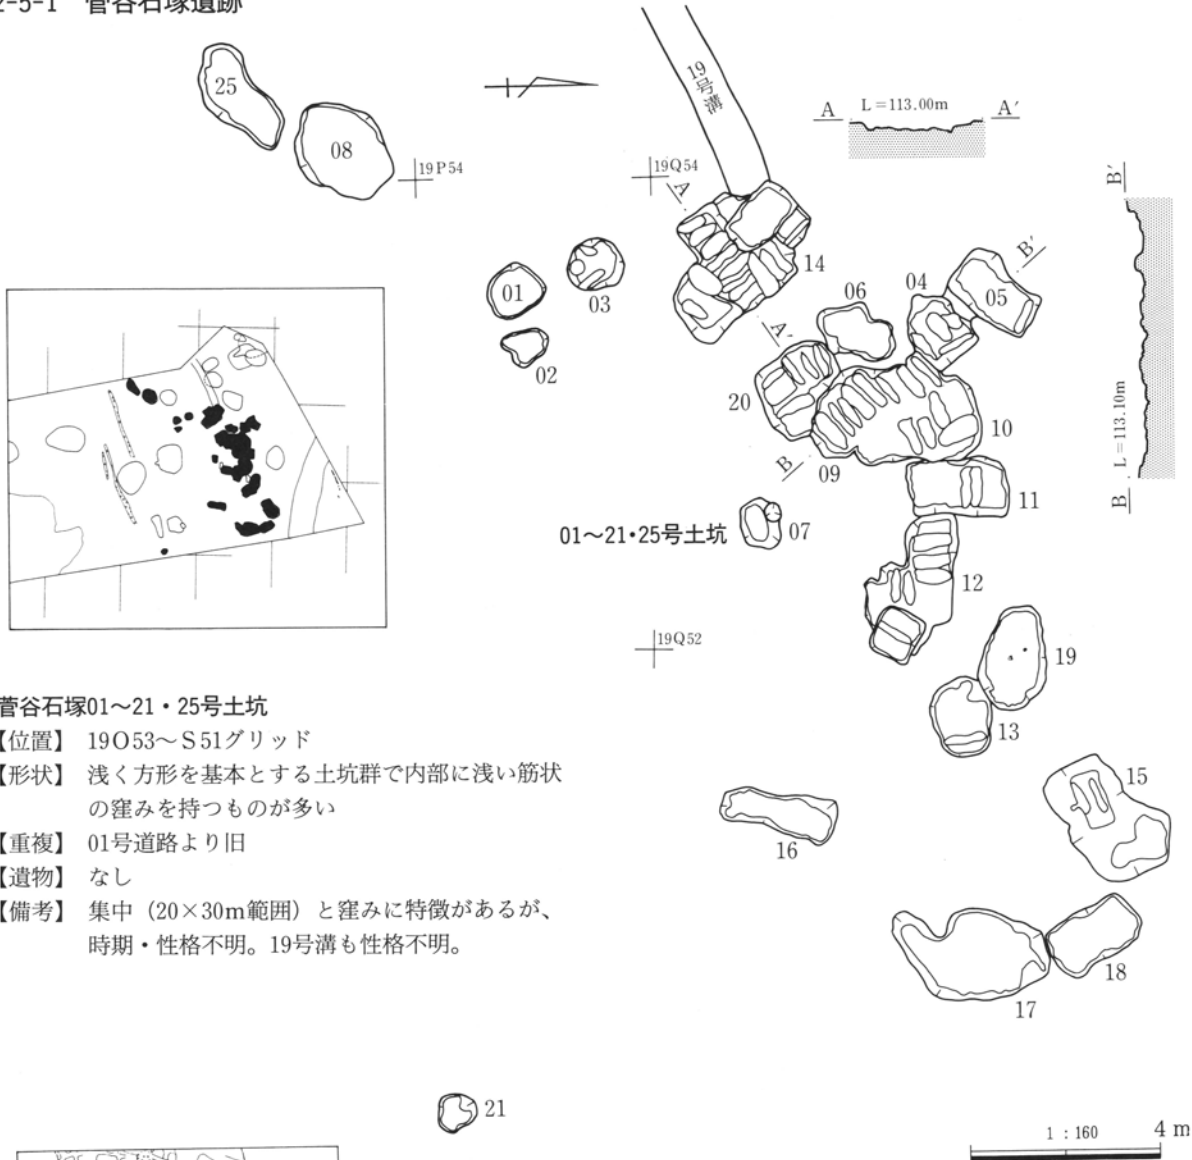 2-5-1 菅谷石塚遺跡
25
08
19P54
19号溝
19Q54
A
A L=113.00m A′
B′
L=113.10m
B
14
01
03
02
06
04
05
B′
A′
20
10
B
09
11
01～21・25号土坑
07
12
19Q52
19
13
15
16
18
17
21
菅谷石塚01～21・25号土坑
【位置】 19O53～S51グリッド
【形状】 浅く方形を基本とする土坑群で内部に浅い筋状
の窪みを持つものが多い
【重複】 01号道路より旧
【遺物】 なし
【備考】 集中（20×30m範囲）と窪みに特徴があるが、
時期・性格不明。19号溝も性格不明。
1：160 4m